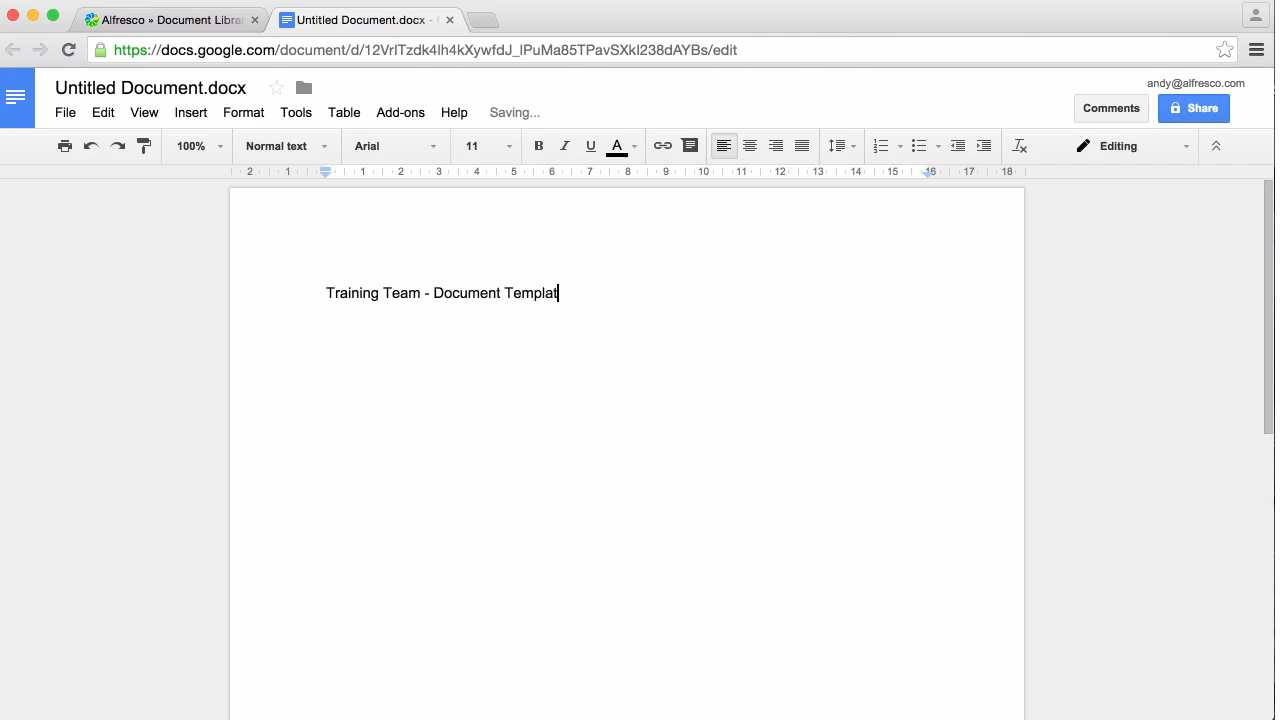 Alfresco » Document Librar
Untitled Document.docx -
https://docs.google.com/document/d/12VrITzdk4lh4kXywfdJ_lPuMa85TPavSXkl238dAYBs/edit
Untitled Document.docx
andy@alfresco.com
File Edit View Insert Format Tools Table Add-ons Help Saving...
Comments Share
100% Normal text Arial 11 B I U A Editing
2 1 1 2 3 4 5 6 7 8 9 10 11 12 13 14 15 16 17 18
Training Team - Document Templat